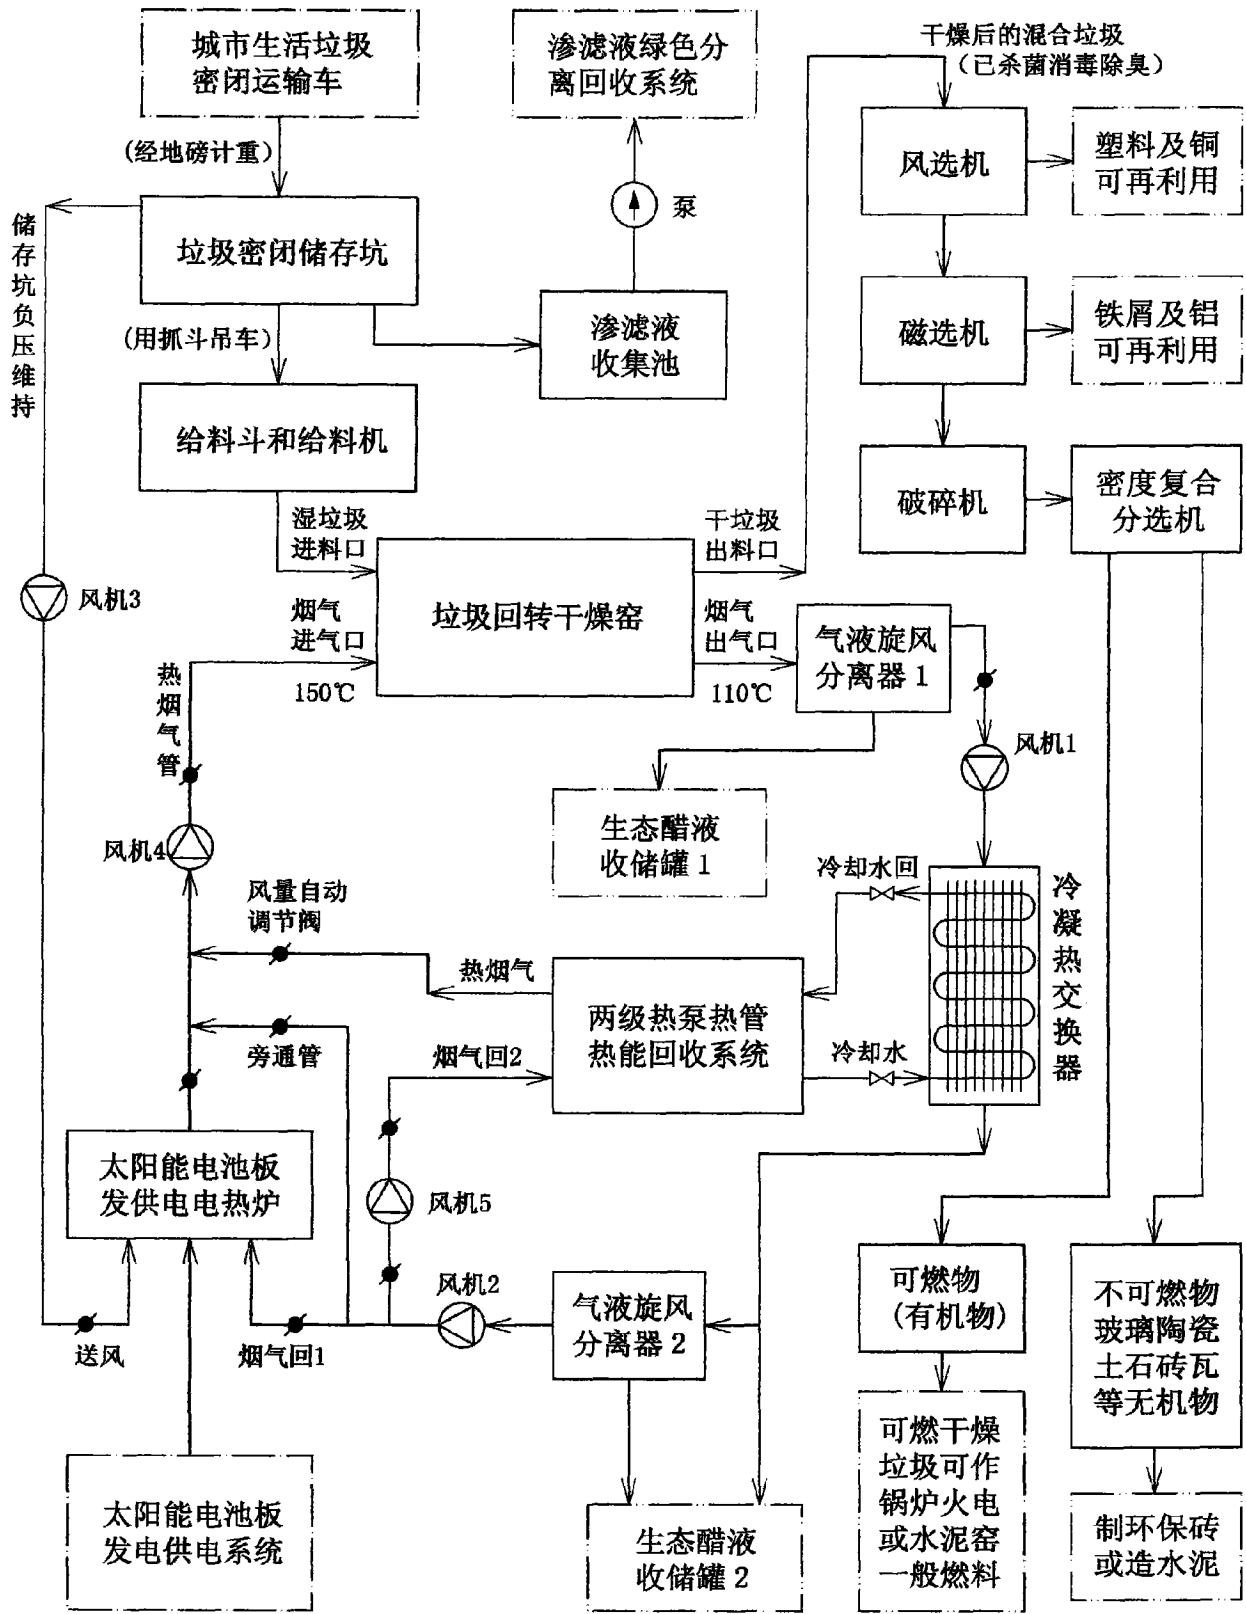 城市生活垃圾
密闭运输车
(经地磅计重)
垃圾密闭储存坑
储存坑负压维持
(用抓斗吊车)
给料斗和给料机
渗滤液绿色分
离回收系统
泵
渗滤液
收集池
干燥后的混合垃圾
(已杀菌消毒除臭)
风选机
塑料及铜
可再利用
磁选机
铁屑及铝
可再利用
破碎机
密度复合
分选机
湿垃圾
进料口
干垃圾
出料口
垃圾回转干燥窑
烟气
进气口
150℃
烟气
出气口
110℃
气液旋风
分离器1
风机3
热烟气管
风机1
生态醋液
收储罐1
风机4
风量自动
调节阀
冷却水回
冷凝热交换器
热烟气
两级热泵热管
热能回收系统
旁通管
烟气回2
冷却水
太阳能电池板
发供电电热炉
风机5
风机2
气液旋风
分离器2
送风
烟气回1
可燃物
(有机物)
不可燃物
玻璃陶瓷
土石砖瓦
等无机物
太阳能电池板
发电供电系统
生态醋液
收储罐2
可燃干燥
垃圾可作
锅炉火电
或水泥窑
一般燃料
制环保砖
或造水泥